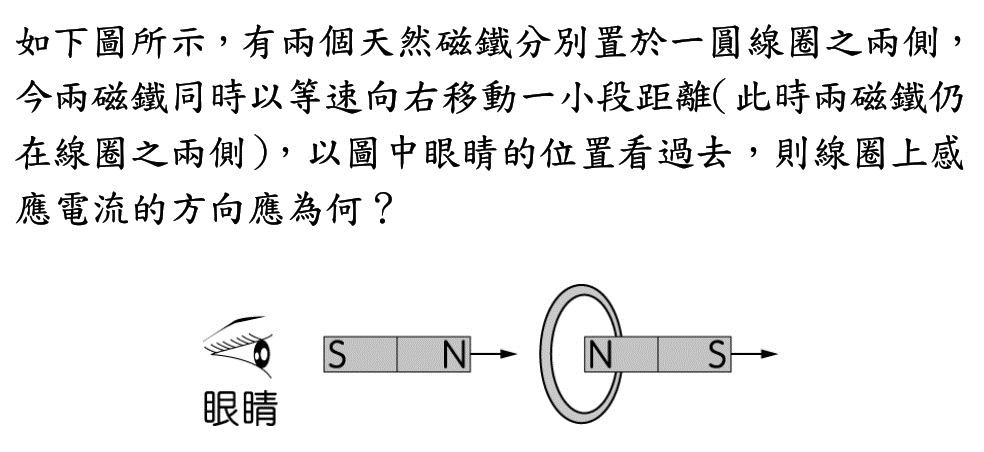 如下圖所示，有兩個天然磁鐵分別置於一圓線圈之兩側，
今兩磁鐵同時以等速向右移動一小段距離(此時兩磁鐵仍
在線圈之兩側)，以圖中眼睛的位置看過去，則線圈上感
應電流的方向應為何？
S N N S
眼睛